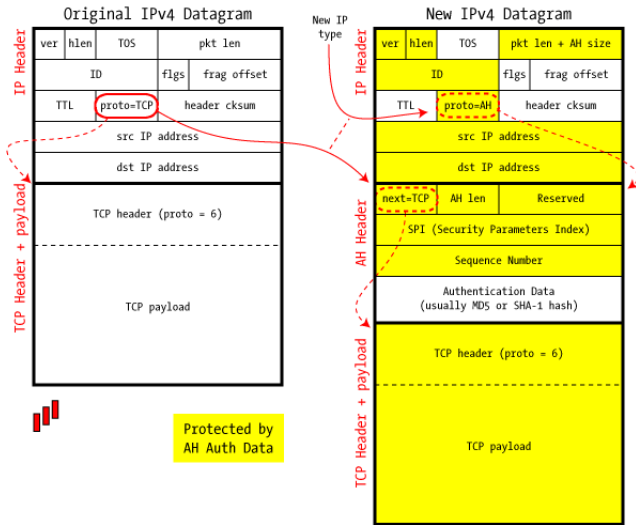 Original IPv4 Datagram
IP Header
ver hlen TOS pkt len
ID flgs frag offset
TTL proto=TCP header cksum
src IP address
dst IP address
TCP Header + payload
TCP header (proto = 6)
TCP payload
Protected by
AH Auth Data
New IP
type
New IPv4 Datagram
IP Header
ver hlen TOS pkt len + AH size
ID flgs frag offset
TTL proto=AH header cksum
src IP address
dst IP address
AH Header
next=TCP AH len Reserved
SPI (Security Parameters Index)
Sequence Number
Authentication Data
(usually MD5 or SHA-1 hash)
TCP Header + payload
TCP header (proto = 6)
TCP payload